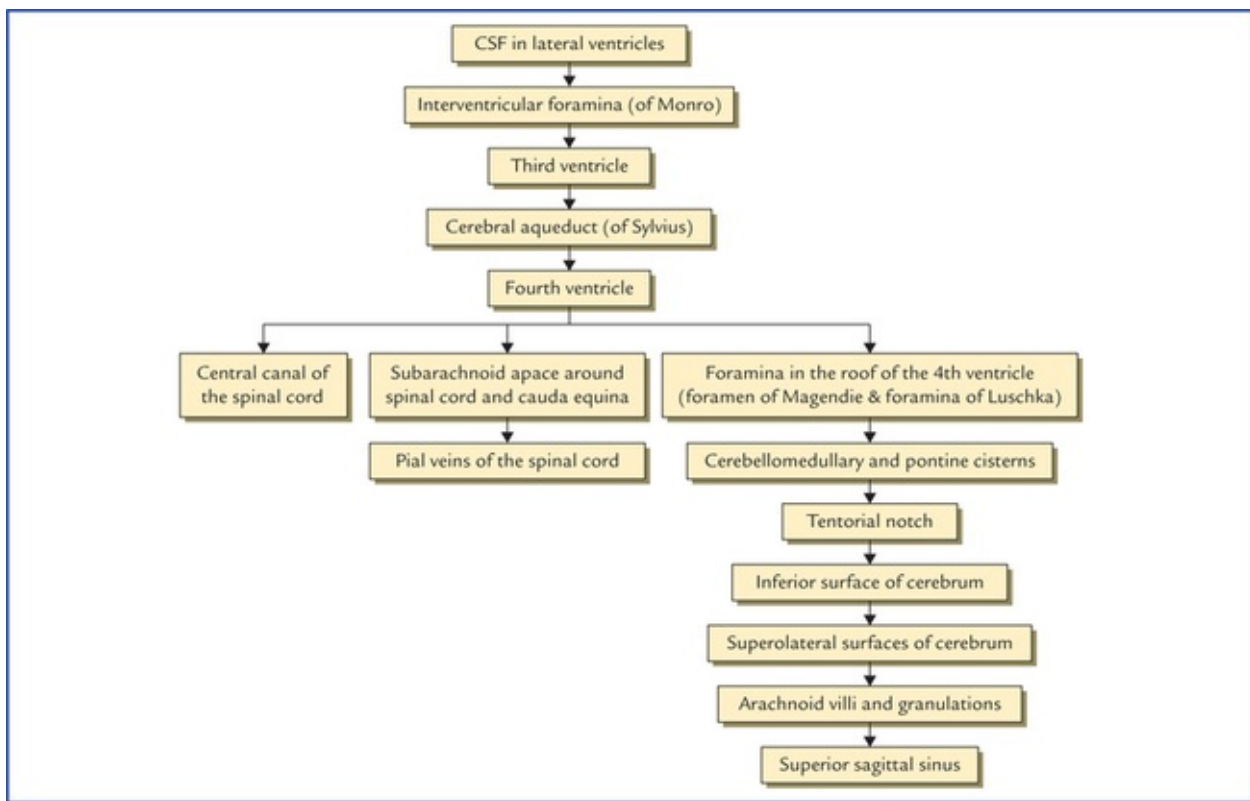 CSF in lateral ventricles
Interventricular foramina (of Monro)
Third ventricle
Cerebral aqueduct (of Sylvius)
Fourth ventricle
Central canal of
the spinal cord
Subarachnoid apace around
spinal cord and cauda equina
Foramina in the roof of the 4th ventricle
(foramen of Magendie & foramina of Luschka)
Pial veins of the spinal cord
Cerebellomedullary and pontine cisterns
Tentorial notch
Inferior surface of cerebrum
Superolateral surfaces of cerebrum
Arachnoid villi and granulations
Superior sagittal sinus